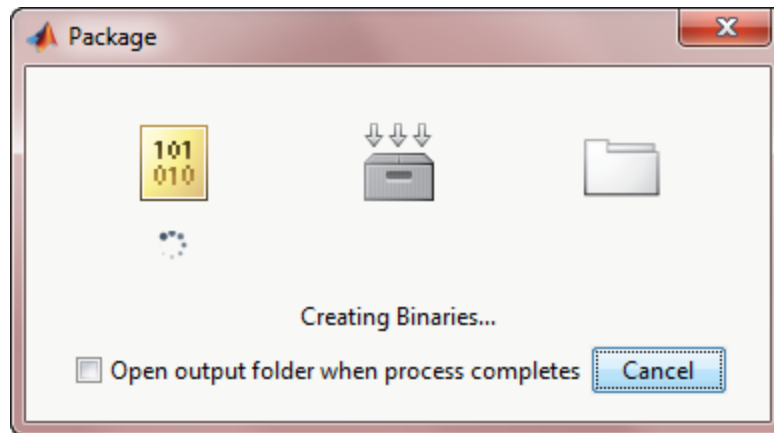 Package
101
010
Creating Binaries...
Open output folder when process completes Cancel